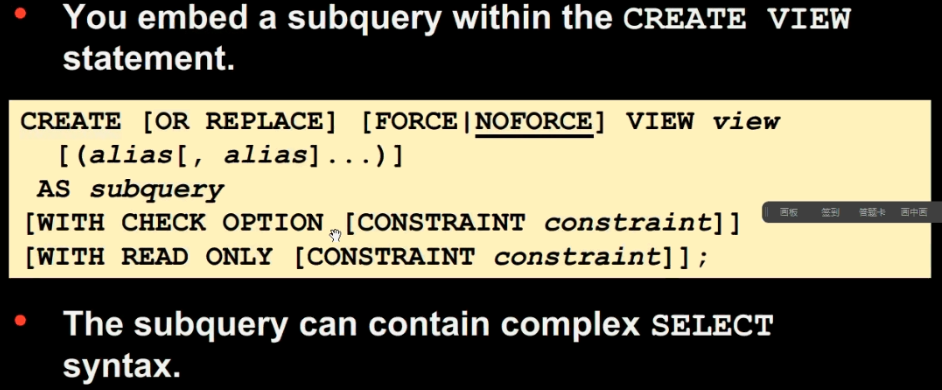 • You embed a subquery within the CREATE VIEW
statement.
CREATE [OR REPLACE] [FORCE|NOFORCE] VIEW view
[(alias[, alias]...)]
AS subquery
[WITH CHECK OPTION [CONSTRAINT constraint]]
[WITH READ ONLY [CONSTRAINT constraint]];
画板 签到 答题卡 画中画
• The subquery can contain complex SELECT
syntax.